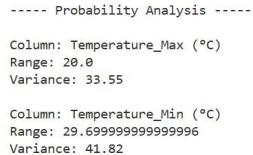 ----- Probability Analysis -----
Column: Temperature_Max (°C)
Range: 20.0
Variance: 33.55
Column: Temperature_Min (°C)
Range: 29.699999999999996
Variance: 41.82